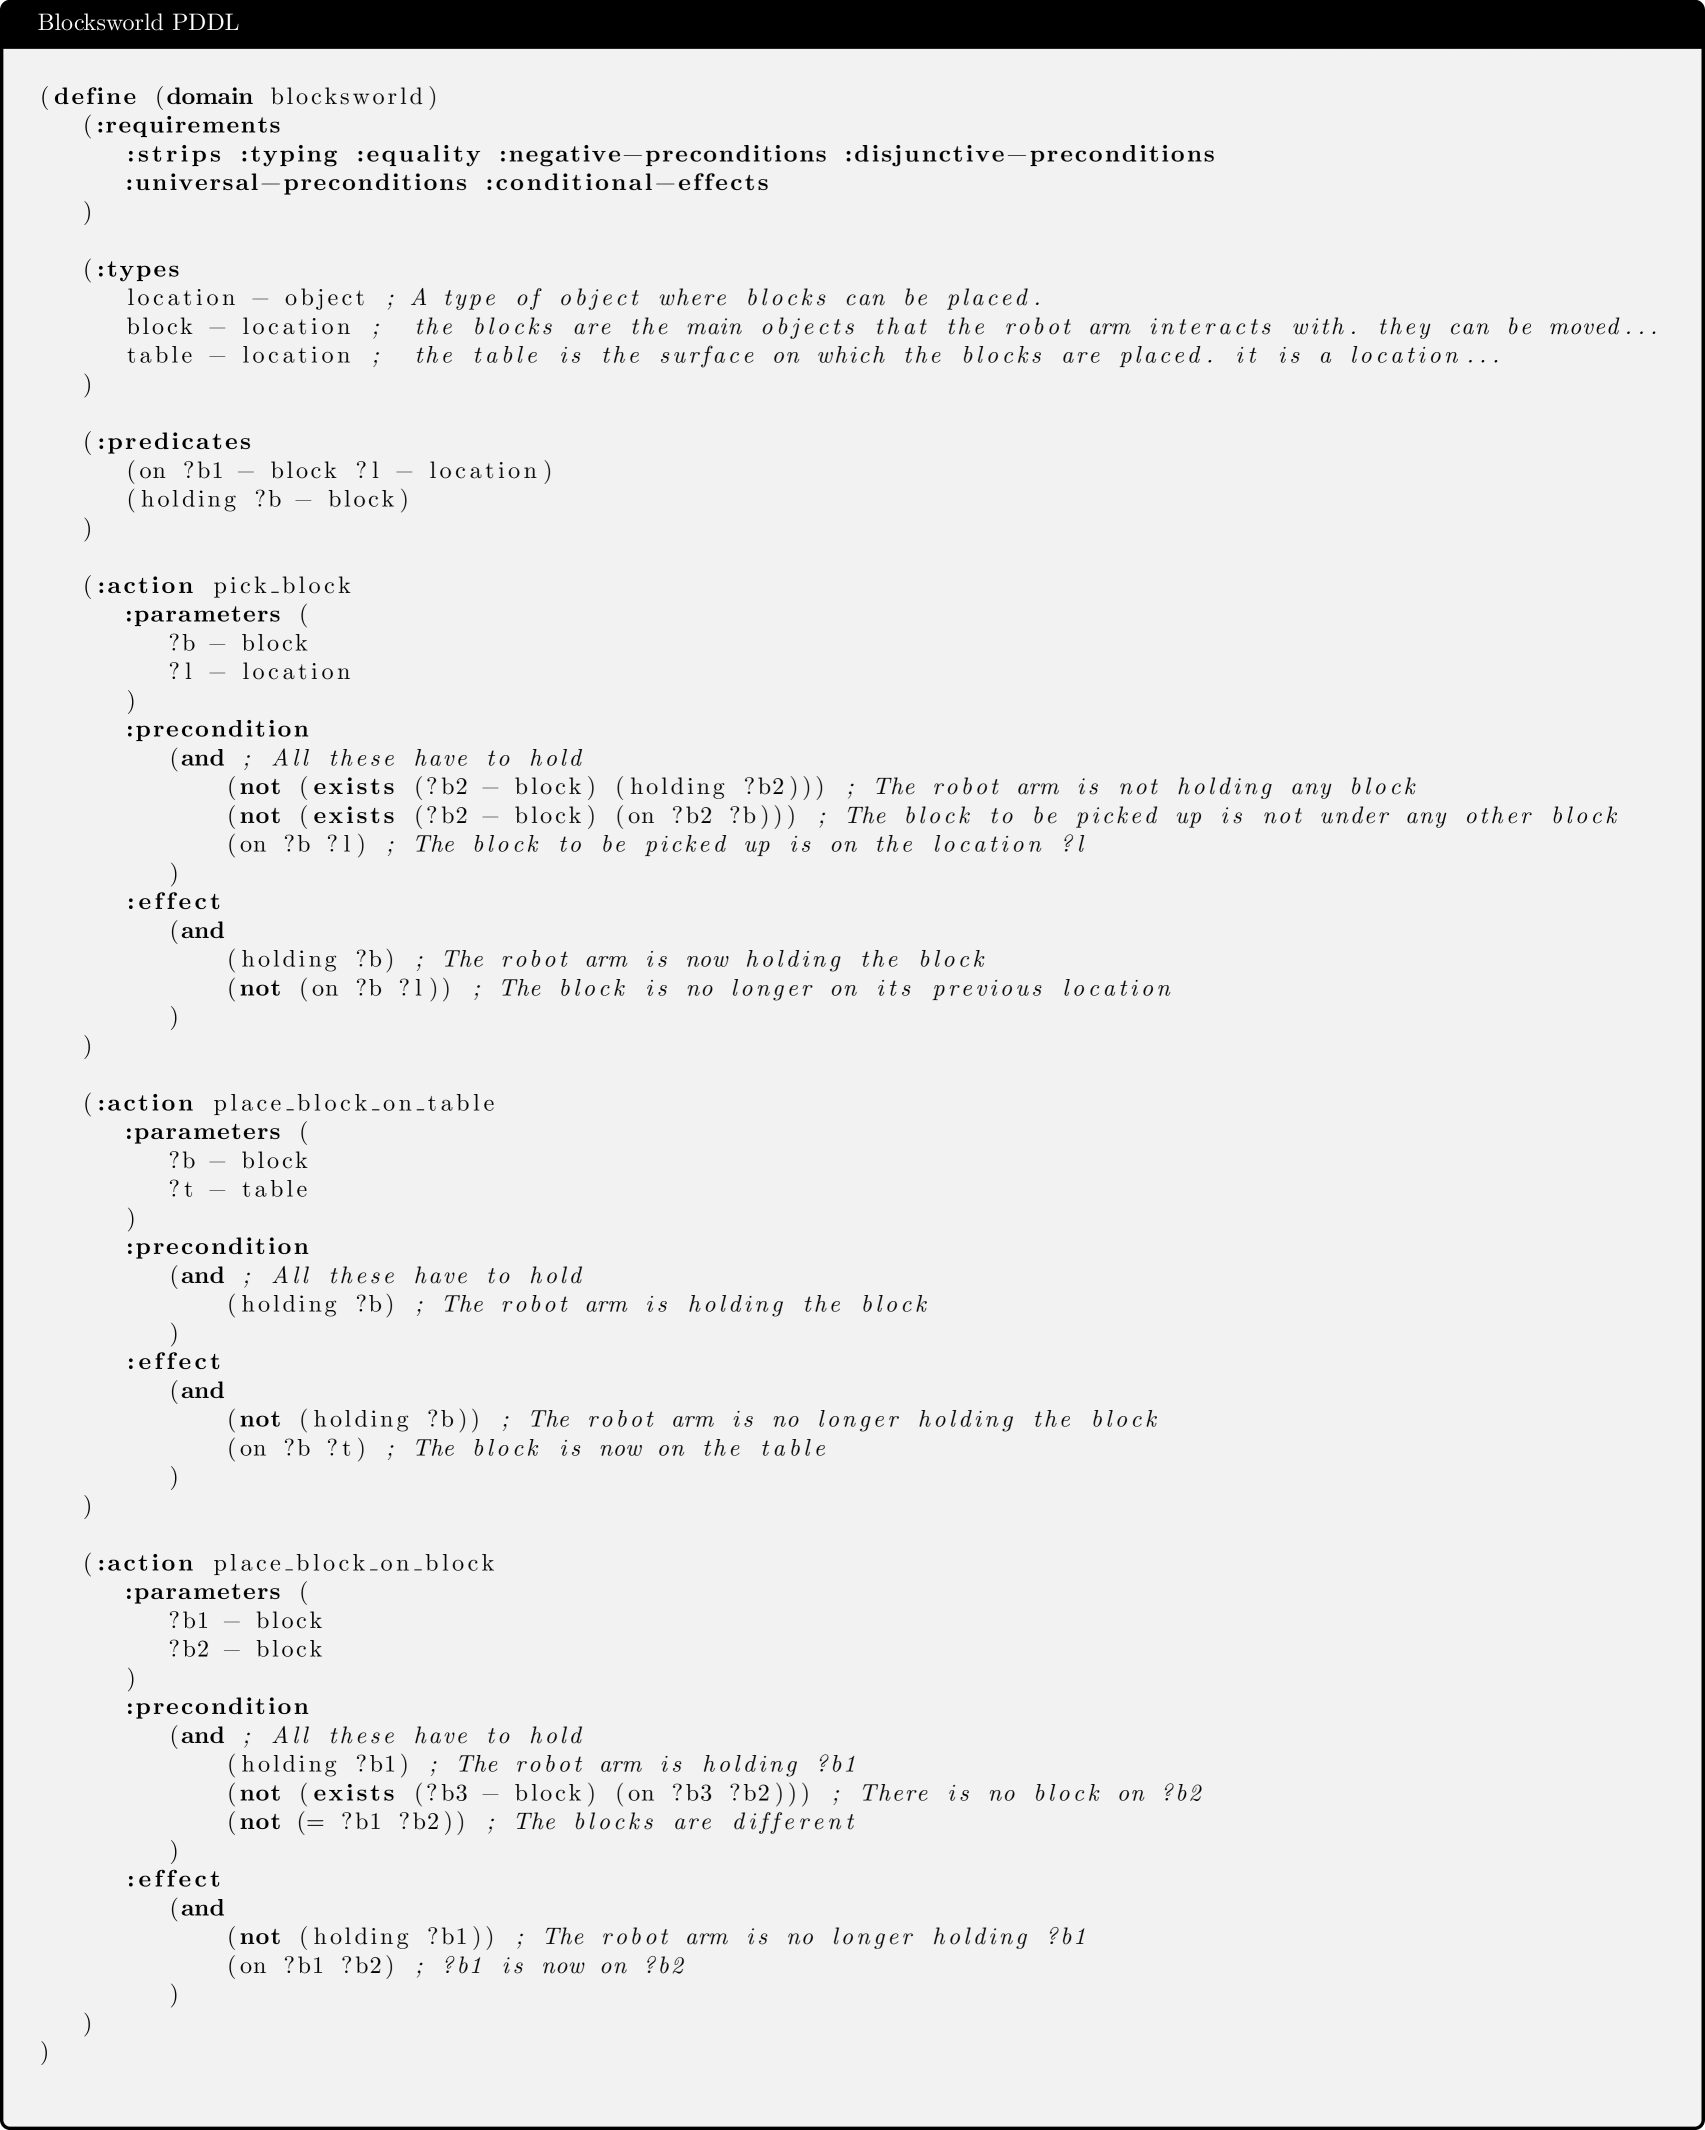 Blocksworld PDDL
(define (domain blocksworld)
(:requirements
:strips :typing :equality :negative−preconditions :disjunctive−preconditions
:universal−preconditions :conditional−effects
)
(:types
location − object ; A type of object where blocks can be placed.
block − location ; the blocks are the main objects that the robot arm interacts with. they can be moved...
table − location ; the table is the surface on which the blocks are placed. it is a location...
)
(:predicates
(on ?b1 − block ?l − location)
(holding ?b − block)
)
(:action pick_block
:parameters (
?b − block
?l − location
)
:precondition
(and ; All these have to hold
(not (exists (?b2 − block) (holding ?b2))) ; The robot arm is not holding any block
(not (exists (?b2 − block) (on ?b2 ?b))) ; The block to be picked up is not under any other block
(on ?b ?l) ; The block to be picked up is on the location ?l
)
:effect
(and
(holding ?b) ; The robot arm is now holding the block
(not (on ?b ?l)) ; The block is no longer on its previous location
)
)
(:action place_block_on_table
:parameters (
?b − block
?t − table
)
:precondition
(and ; All these have to hold
(holding ?b) ; The robot arm is holding the block
)
:effect
(and
(not (holding ?b)) ; The robot arm is no longer holding the block
(on ?b ?t) ; The block is now on the table
)
)
(:action place_block_on_block
:parameters (
?b1 − block
?b2 − block
)
:precondition
(and ; All these have to hold
(holding ?b1) ; The robot arm is holding ?b1
(not (exists (?b3 − block) (on ?b3 ?b2))) ; There is no block on ?b2
(not (= ?b1 ?b2)) ; The blocks are different
)
:effect
(and
(not (holding ?b1)) ; The robot arm is no longer holding ?b1
(on ?b1 ?b2) ; ?b1 is now on ?b2
)
)
)